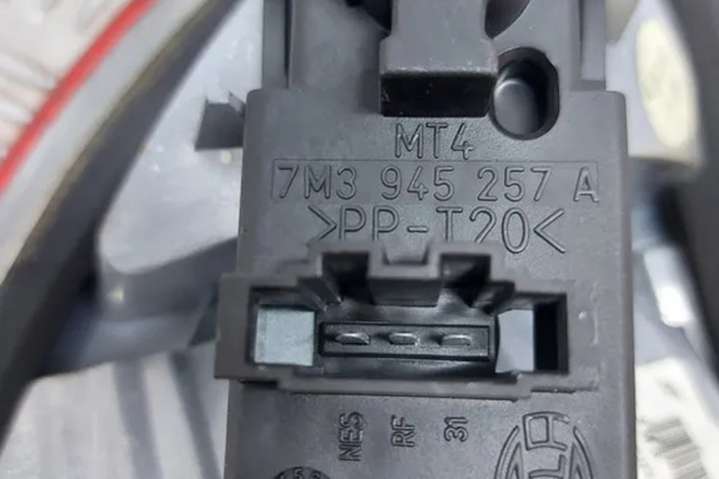 MT4
7M3 945 257 A
>PP-T20<
NES RF 31